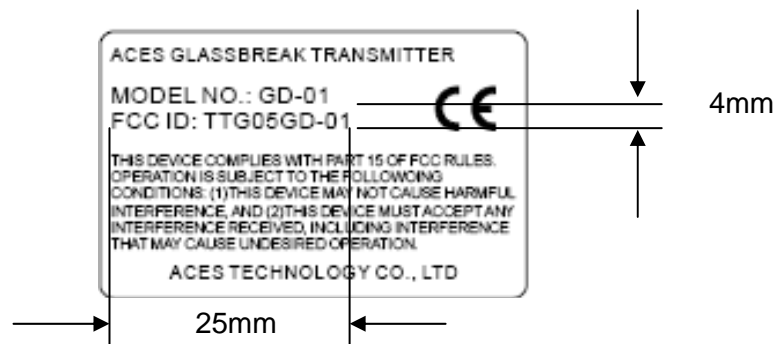 ACES GLASSBREAK TRANSMITTER
MODEL NO.: GD-01
FCC ID: TTG05GD-01
CE
4mm
THIS DEVICE COMPLIES WITH PART 15 OF FCC RULES.
OPERATION IS SUBJECT TO THE FOLLOWOING
CONDITIONS: (1)THIS DEVICE MAY NOT CAUSE HARMFUL
INTERFERENCE, AND (2)THIS DEVICE MUST ACCEPT ANY
INTERFERENCE RECEIVED, INCLUDING INTERFERENCE
THAT MAY CAUSE UNDESIRED OPERATION.
ACES TECHNOLOGY CO., LTD
25mm